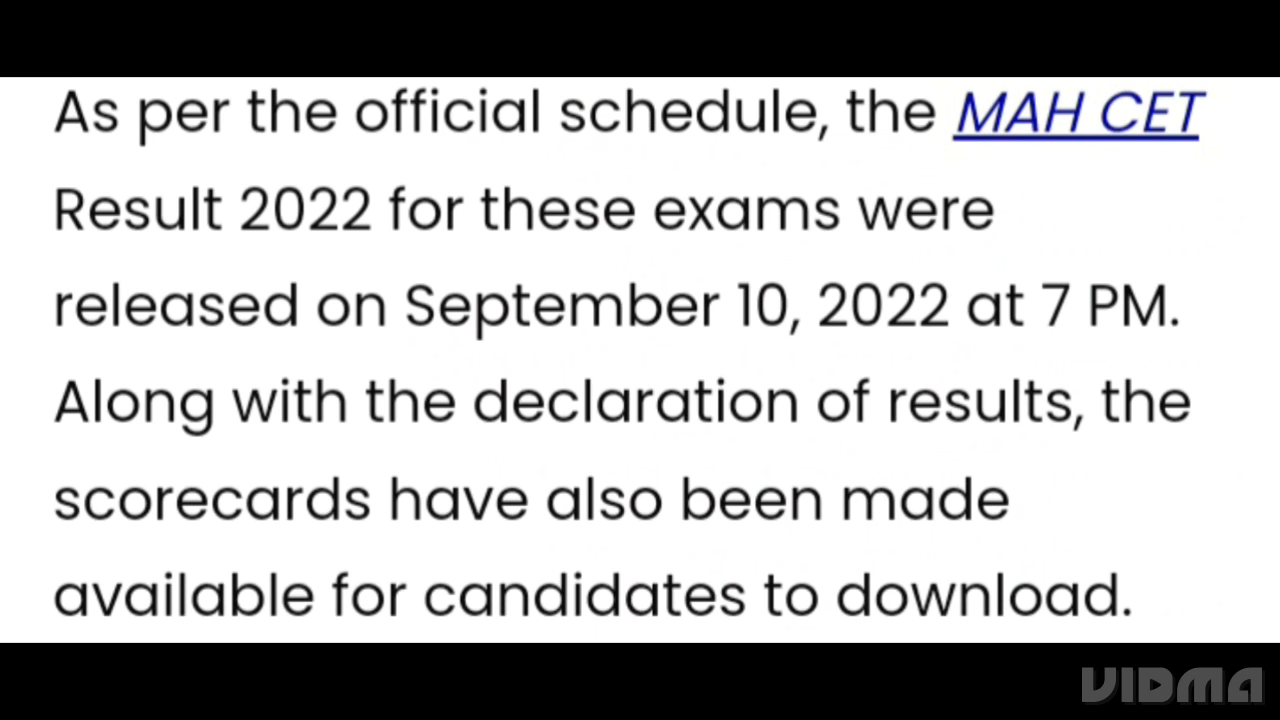 As per the official schedule, the MAH CET
Result 2022 for these exams were
released on September 10, 2022 at 7 PM.
Along with the declaration of results, the
scorecards have also been made
available for candidates to download.
VIDMA